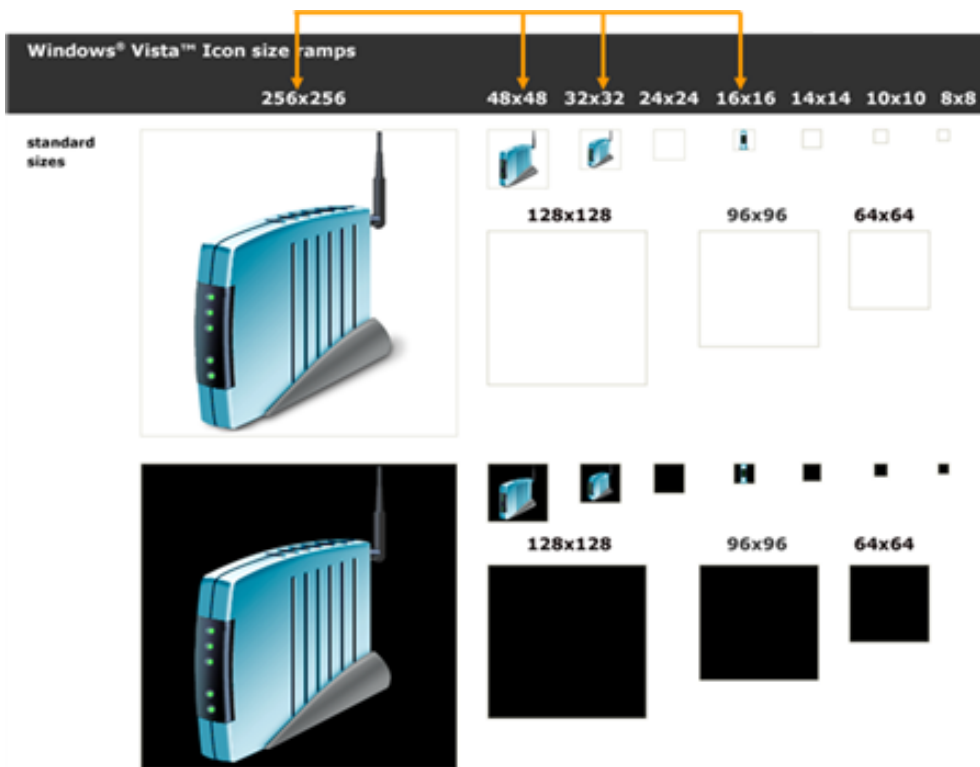 Windows® Vista™ Icon size ramps
256x256 48x48 32x32 24x24 16x16 14x14 10x10 8x8
standard
sizes
128x128 96x96 64x64
128x128 96x96 64x64